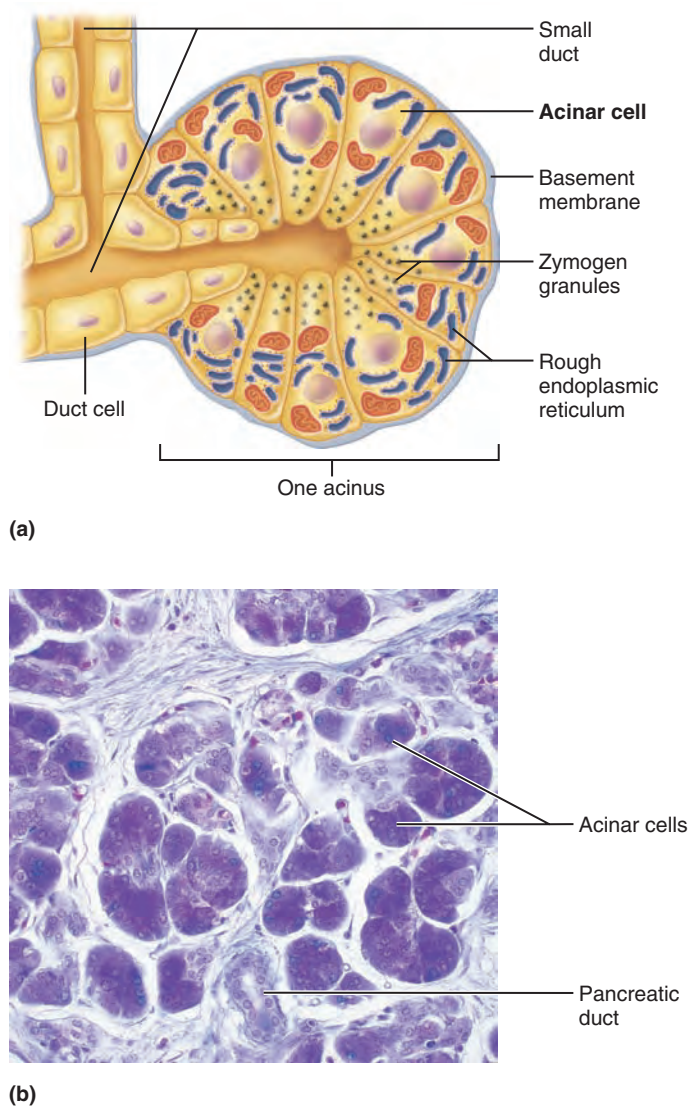 Small
duct
Acinar cell
Basement
membrane
Zymogen
granules
Rough
endoplasmic
reticulum
Duct cell
One acinus
(a)
Acinar cells
Pancreatic
duct
(b)